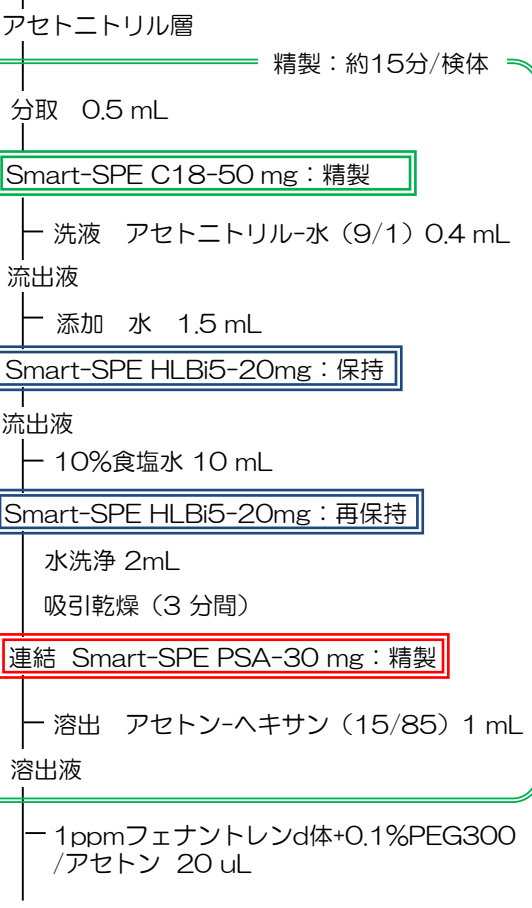 アセトニトリル層
精製：約15分/検体
分取　0.5 mL
Smart-SPE C18-50 mg：精製
洗液　アセトニトリル-水（9/1）0.4 mL
流出液
添加　水　1.5 mL
Smart-SPE HLBi5-20mg：保持
流出液
10%食塩水 10 mL
Smart-SPE HLBi5-20mg：再保持
水洗浄 2mL
吸引乾燥（3 分間）
連結 Smart-SPE PSA-30 mg：精製
溶出　アセトン-ヘキサン（15/85）1 mL
溶出液
1ppmフェナントレンd体+0.1%PEG300
/アセトン 20 uL